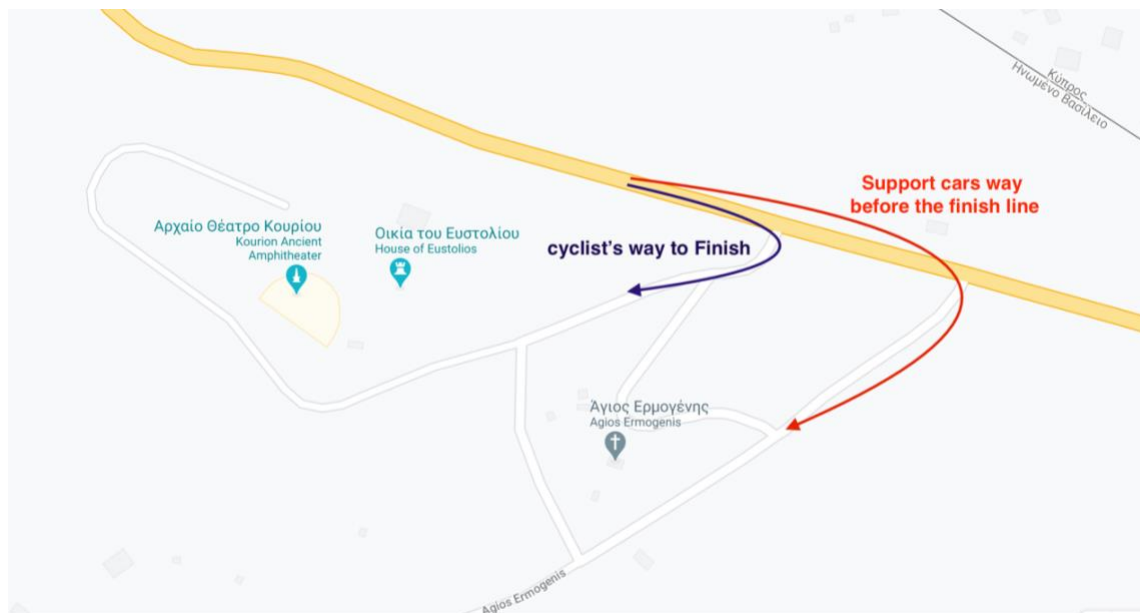 Κύπρος
Ηνωμένο Βασίλειο
Support cars way
before the finish line
Αρχαίο Θέατρο Κουρίου
Kourion Ancient
Amphitheater
Οικία του Ευστολίου
House of Eustolios
cyclist's way to Finish
Άγιος Ερμογένης
Agios Ermogenis
Agios Ermogenis